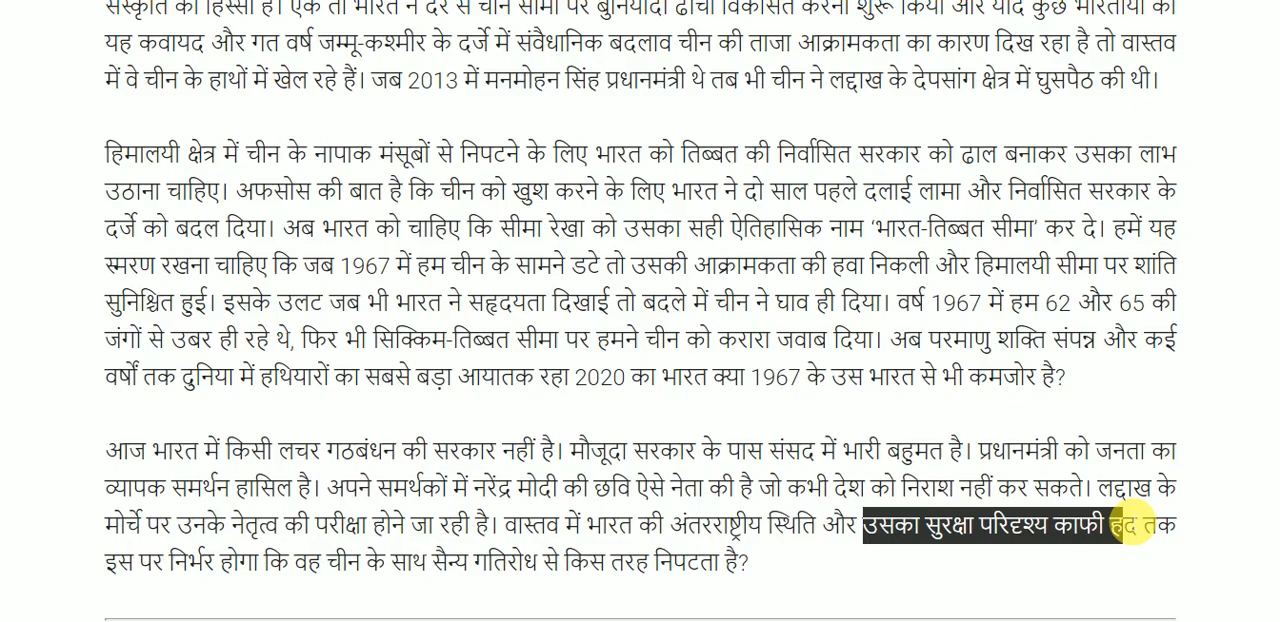 संस्कृति का हिस्सा है। एक तो भारत ने देर से चीन सीमा पर बुनियादी ढांचा विकसित करना शुरू किया और यदि कुछ भारतीयों को
यह कवायद और गत वर्ष जम्मू-कश्मीर के दर्जे में संवैधानिक बदलाव चीन की ताजा आक्रामकता का कारण दिख रहा है तो वास्तव
में वे चीन के हाथों में खेल रहे हैं। जब 2013 में मनमोहन सिंह प्रधानमंत्री थे तब भी चीन ने लद्दाख के देपसांग क्षेत्र में घुसपैठ की थी।
हिमालयी क्षेत्र में चीन के नापाक मंसूबों से निपटने के लिए भारत को तिब्बत की निर्वासित सरकार को ढाल बनाकर उसका लाभ
उठाना चाहिए। अफसोस की बात है कि चीन को खुश करने के लिए भारत ने दो साल पहले दलाई लामा और निर्वासित सरकार के
दर्जे को बदल दिया। अब भारत को चाहिए कि सीमा रेखा को उसका सही ऐतिहासिक नाम ‘भारत-तिब्बत सीमा’ कर दे। हमें यह
स्मरण रखना चाहिए कि जब 1967 में हम चीन के सामने डटे तो उसकी आक्रामकता की हवा निकली और हिमालयी सीमा पर शांति
सुनिश्चित हुई। इसके उलट जब भी भारत ने सहृदयता दिखाई तो बदले में चीन ने घाव ही दिया। वर्ष 1967 में हम 62 और 65 की
जंगों से उबर ही रहे थे, फिर भी सिक्किम-तिब्बत सीमा पर हमने चीन को करारा जवाब दिया। अब परमाणु शक्ति संपन्न और कई
वर्षों तक दुनिया में हथियारों का सबसे बड़ा आयातक रहा 2020 का भारत क्या 1967 के उस भारत से भी कमजोर है?
आज भारत में किसी लचर गठबंधन की सरकार नहीं है। मौजूदा सरकार के पास संसद में भारी बहुमत है। प्रधानमंत्री को जनता का
व्यापक समर्थन हासिल है। अपने समर्थकों में नरेंद्र मोदी की छवि ऐसे नेता की है जो कभी देश को निराश नहीं कर सकते। लद्दाख के
मोर्चे पर उनके नेतृत्व की परीक्षा होने जा रही है। वास्तव में भारत की अंतरराष्ट्रीय स्थिति और उसका सुरक्षा परिदृश्य काफी हद तक
इस पर निर्भर होगा कि वह चीन के साथ सैन्य गतिरोध से किस तरह निपटता है?